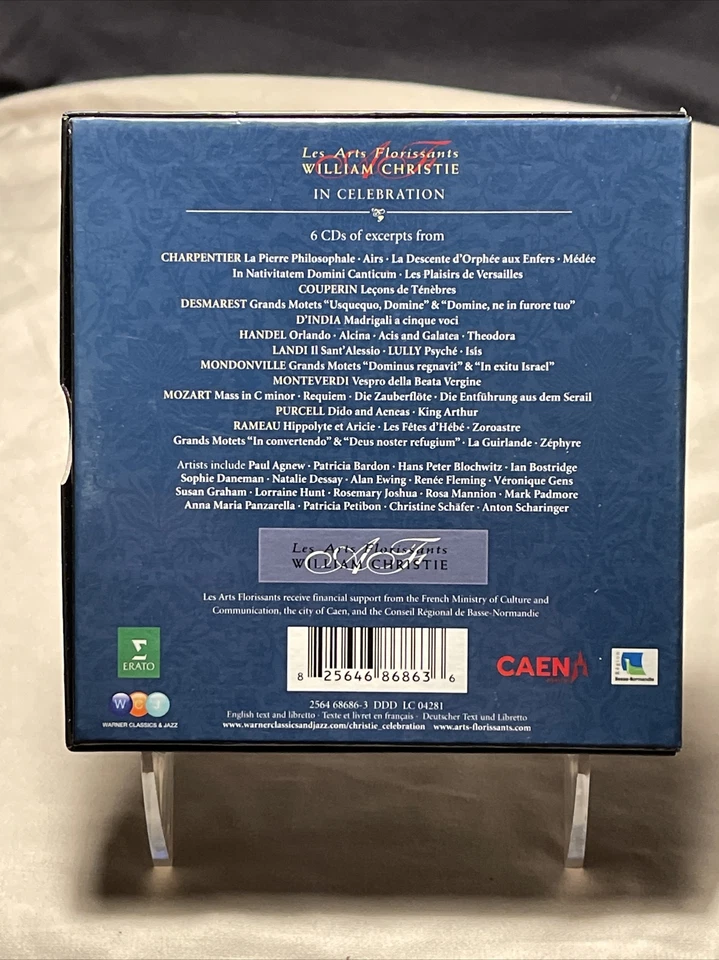 Les Arts Florissants
WILLIAM CHRISTIE
IN CELEBRATION
6 CDs of excerpts from
CHARPENTIER La Pierre Philosophale · Airs · La Descente d'Orphée aux Enfers · Médée
In Nativitatem Domini Canticum · Les Plaisirs de Versailles
COUPERIN Leçons de Ténèbres
DESMAREST Grands Motets "Usquequo, Domine" & "Domine, ne in furore tuo"
D'INDIA Madrigali a cinque voci
HANDEL Orlando · Alcina · Acis and Galatea · Theodora
LANDI Il Sant'Alessio · LULLY Psyché · Isis
MONDONVILLE Grands Motets "Dominus regnavit" & "In exitu Israel"
MONTEVERDI Vespro della Beata Vergine
MOZART Mass in C minor · Requiem · Die Zauberflöte · Die Entführung aus dem Serail
PURCELL Dido and Aeneas · King Arthur
RAMEAU Hippolyte et Aricie · Les Fêtes d'Hébé · Zoroastre
Grands Motets "In convertendo" & "Deus noster refugium" · La Guirlande · Zéphyre
Artists include Paul Agnew · Patricia Bardon · Hans Peter Blochwitz · Ian Bostridge
Sophie Daneman · Natalie Dessay · Alan Ewing · Renée Fleming · Véronique Gens
Susan Graham · Lorraine Hunt · Rosemary Joshua · Rosa Mannion · Mark Padmore
Anna Maria Panzarella · Patricia Petibon · Christine Schäfer · Anton Scharinger
Les Arts Florissants
AF
WILLIAM CHRISTIE
Les Arts Florissants receive financial support from the French Ministry of Culture and
Communication, the city of Caen, and the Conseil Régional de Basse-Normandie
ERATO
8 25646 86863 6
CAEN
Région
Basse-Normandie
WCJ
WARNER CLASSICS & JAZZ
2564 68686-3 DDD LC 04281
English text and libretto · Texte et livret en français · Deutscher Text und Libretto
www.warnerclassicsandjazz.com/christie_celebration www.arts-florissants.com